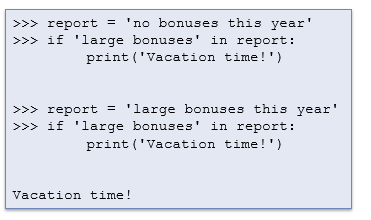 >>> report = 'no bonuses this year'
>>> if 'large bonuses' in report:
        print('Vacation time!')
>>> report = 'large bonuses this year'
>>> if 'large bonuses' in report:
        print('Vacation time!')
Vacation time!